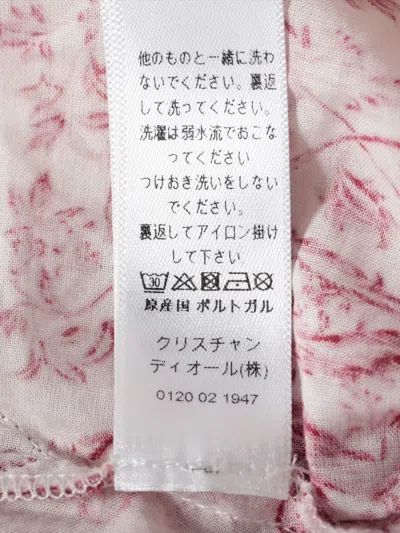 他のものと一緒に洗わ
ないでください。裏返
して洗ってください。
洗濯は弱水流でおこな
ってください
つけおき洗いをしない
でください。
裏返してアイロン掛け
して下さい
30
原産国 ポルトガル
クリスチャン
ディオール(株)
0120 02 1947